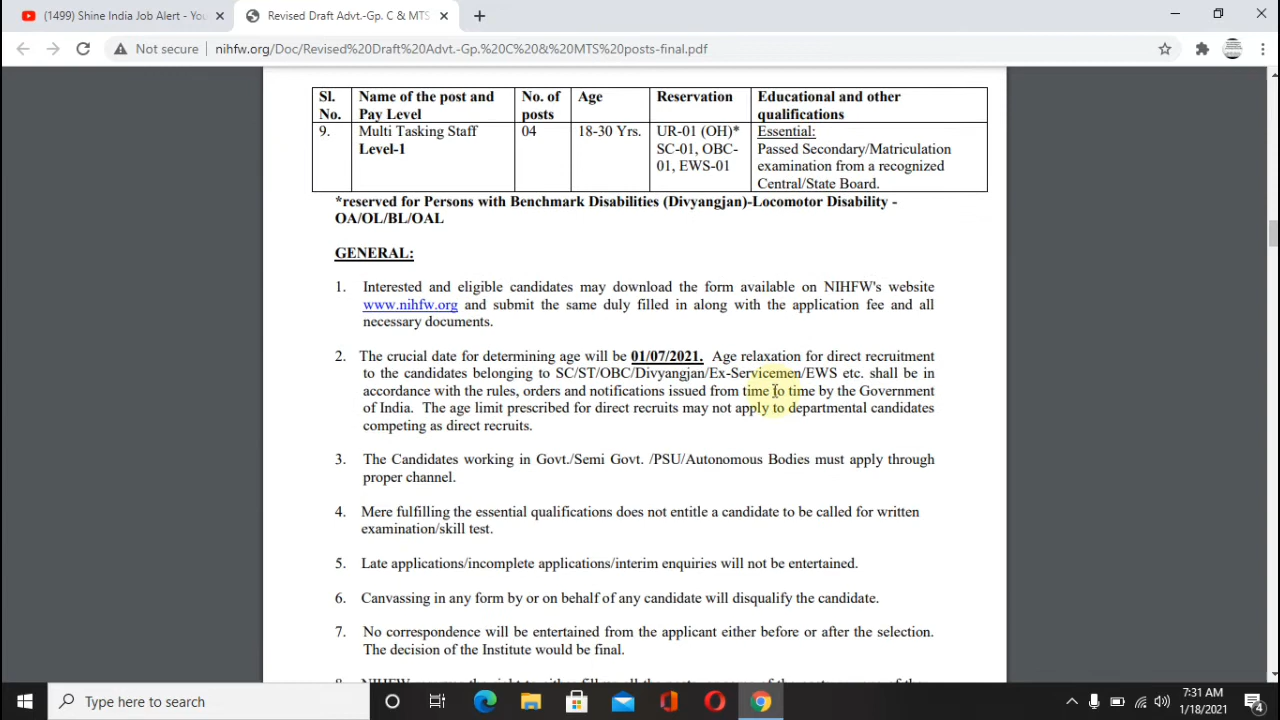 (1499) Shine India Job Alert - You
Revised Draft Advt.-Gp. C & MTS
Not secure
nihfw.org/Doc/Revised%20Draft%20Advt.-Gp.%20C%20&%20MTS%20posts-final.pdf
Sl. No.
Name of the post and Pay Level
No. of posts
Age
Reservation
Educational and other qualifications
9.
Multi Tasking Staff
Level-1
04
18-30 Yrs.
UR-01 (OH)*
SC-01, OBC-
01, EWS-01
Essential:
Passed Secondary/Matriculation
examination from a recognized
Central/State Board.
*reserved for Persons with Benchmark Disabilities (Divyangjan)-Locomotor Disability -
OA/OL/BL/OAL
GENERAL:
1. Interested and eligible candidates may download the form available on NIHFW's website
www.nihfw.org and submit the same duly filled in along with the application fee and all
necessary documents.
2. The crucial date for determining age will be 01/07/2021. Age relaxation for direct recruitment
to the candidates belonging to SC/ST/OBC/Divyangjan/Ex-Servicemen/EWS etc. shall be in
accordance with the rules, orders and notifications issued from time to time by the Government
of India. The age limit prescribed for direct recruits may not apply to departmental candidates
competing as direct recruits.
3. The Candidates working in Govt./Semi Govt. /PSU/Autonomous Bodies must apply through
proper channel.
4. Mere fulfilling the essential qualifications does not entitle a candidate to be called for written
examination/skill test.
5. Late applications/incomplete applications/interim enquiries will not be entertained.
6. Canvassing in any form by or on behalf of any candidate will disqualify the candidate.
7. No correspondence will be entertained from the applicant either before or after the selection.
The decision of the Institute would be final.
Type here to search
7:31 AM
1/18/2021
4